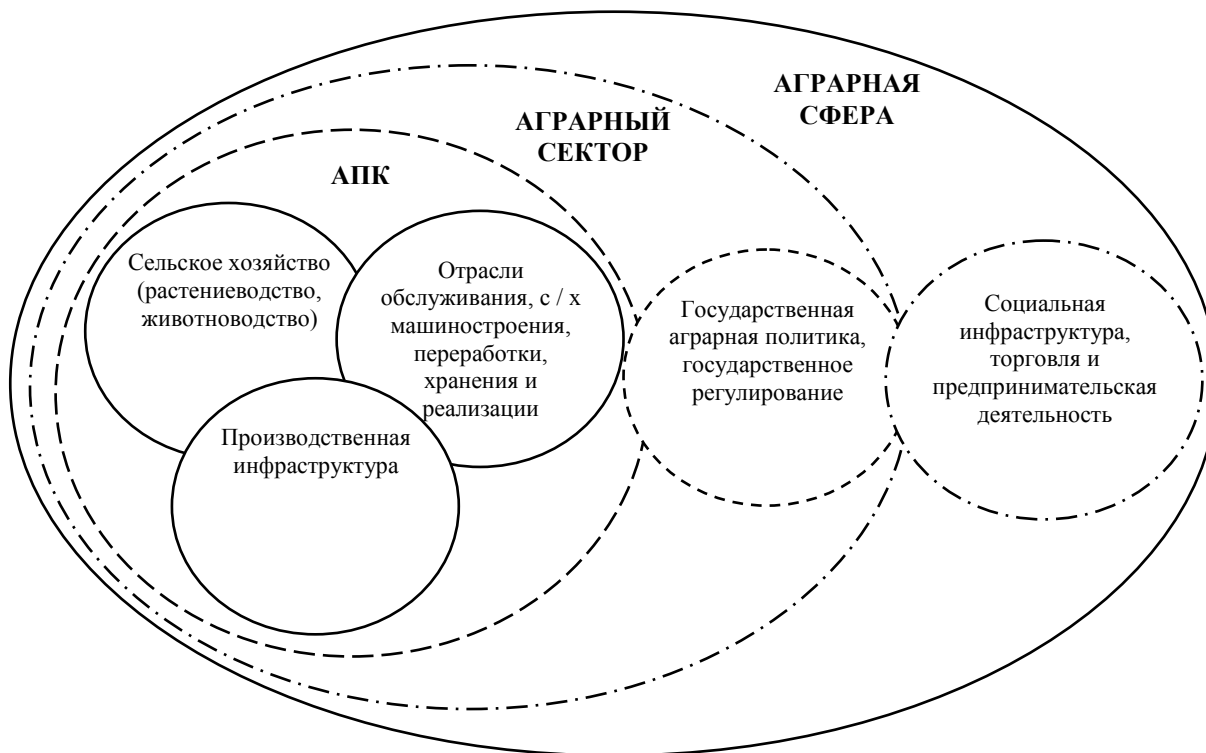 АГРАРНАЯ
СФЕРА
АГРАРНЫЙ
СЕКТОР
АПК
Сельское хозяйство
(растениеводство,
животноводство)
Отрасли
обслуживания, с / х
машиностроения,
переработки,
хранения и
реализации
Производственная
инфраструктура
Государственная
аграрная политика,
государственное
регулирование
Социальная
инфраструктура,
торговля и
предпринимательская
деятельность